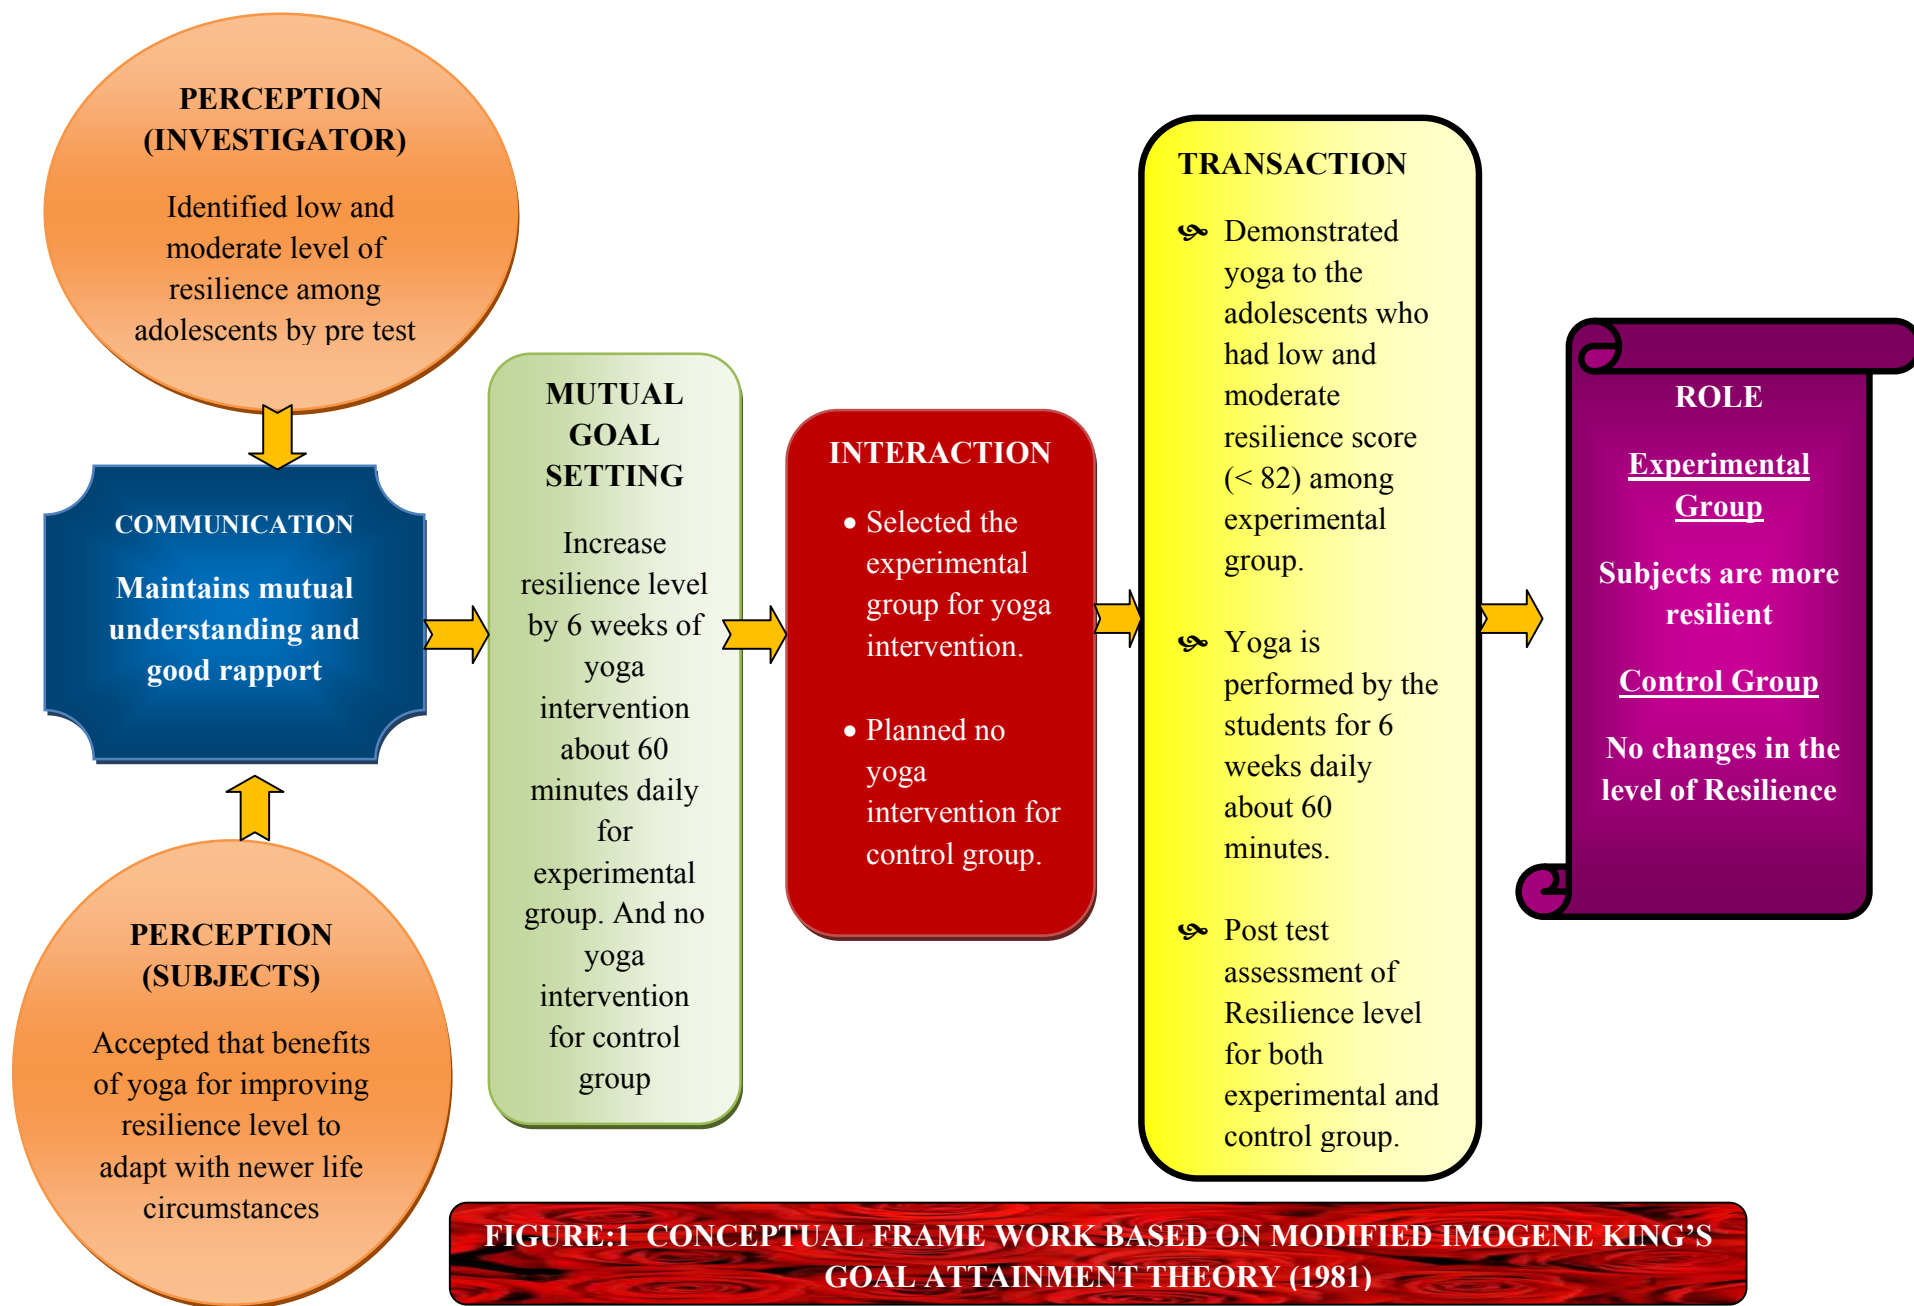 PERCEPTION
(INVESTIGATOR)
Identified low and
moderate level of
resilience among
adolescents by pre test
COMMUNICATION
Maintains mutual
understanding and
good rapport
PERCEPTION
(SUBJECTS)
Accepted that benefits
of yoga for improving
resilience level to
adapt with newer life
circumstances
MUTUAL
GOAL
SETTING
Increase
resilience level
by 6 weeks of
yoga
intervention
about 60
minutes daily
for
experimental
group. And no
yoga
intervention
for control
group
INTERACTION
• Selected the
experimental
group for yoga
intervention.
• Planned no
yoga
intervention for
control group.
TRANSACTION
Demonstrated
yoga to the
adolescents who
had low and
moderate
resilience score
(< 82) among
experimental
group.
Yoga is
performed by the
students for 6
weeks daily
about 60
minutes.
Post test
assessment of
Resilience level
for both
experimental and
control group.
ROLE
Experimental
Group
Subjects are more
resilient
Control Group
No changes in the
level of Resilience
FIGURE:1 CONCEPTUAL FRAME WORK BASED ON MODIFIED IMOGENE KING’S
GOAL ATTAINMENT THEORY (1981)